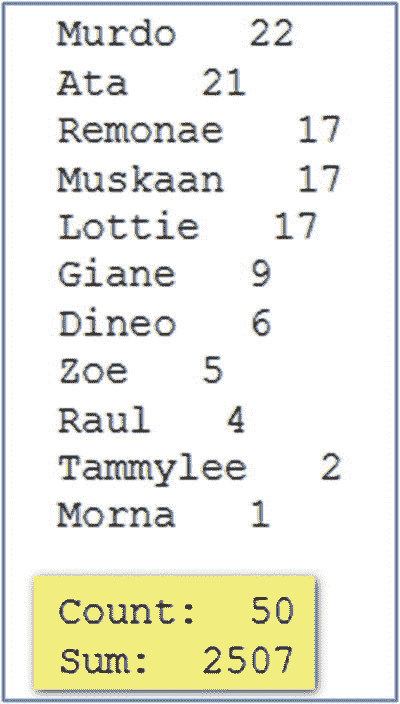 Murdo   22
Ata   21
Remonae   17
Muskaan   17
Lottie   17
Giane   9
Dineo   6
Zoe   5
Raul   4
Tammylee   2
Morna   1
Count:  50
Sum:  2507